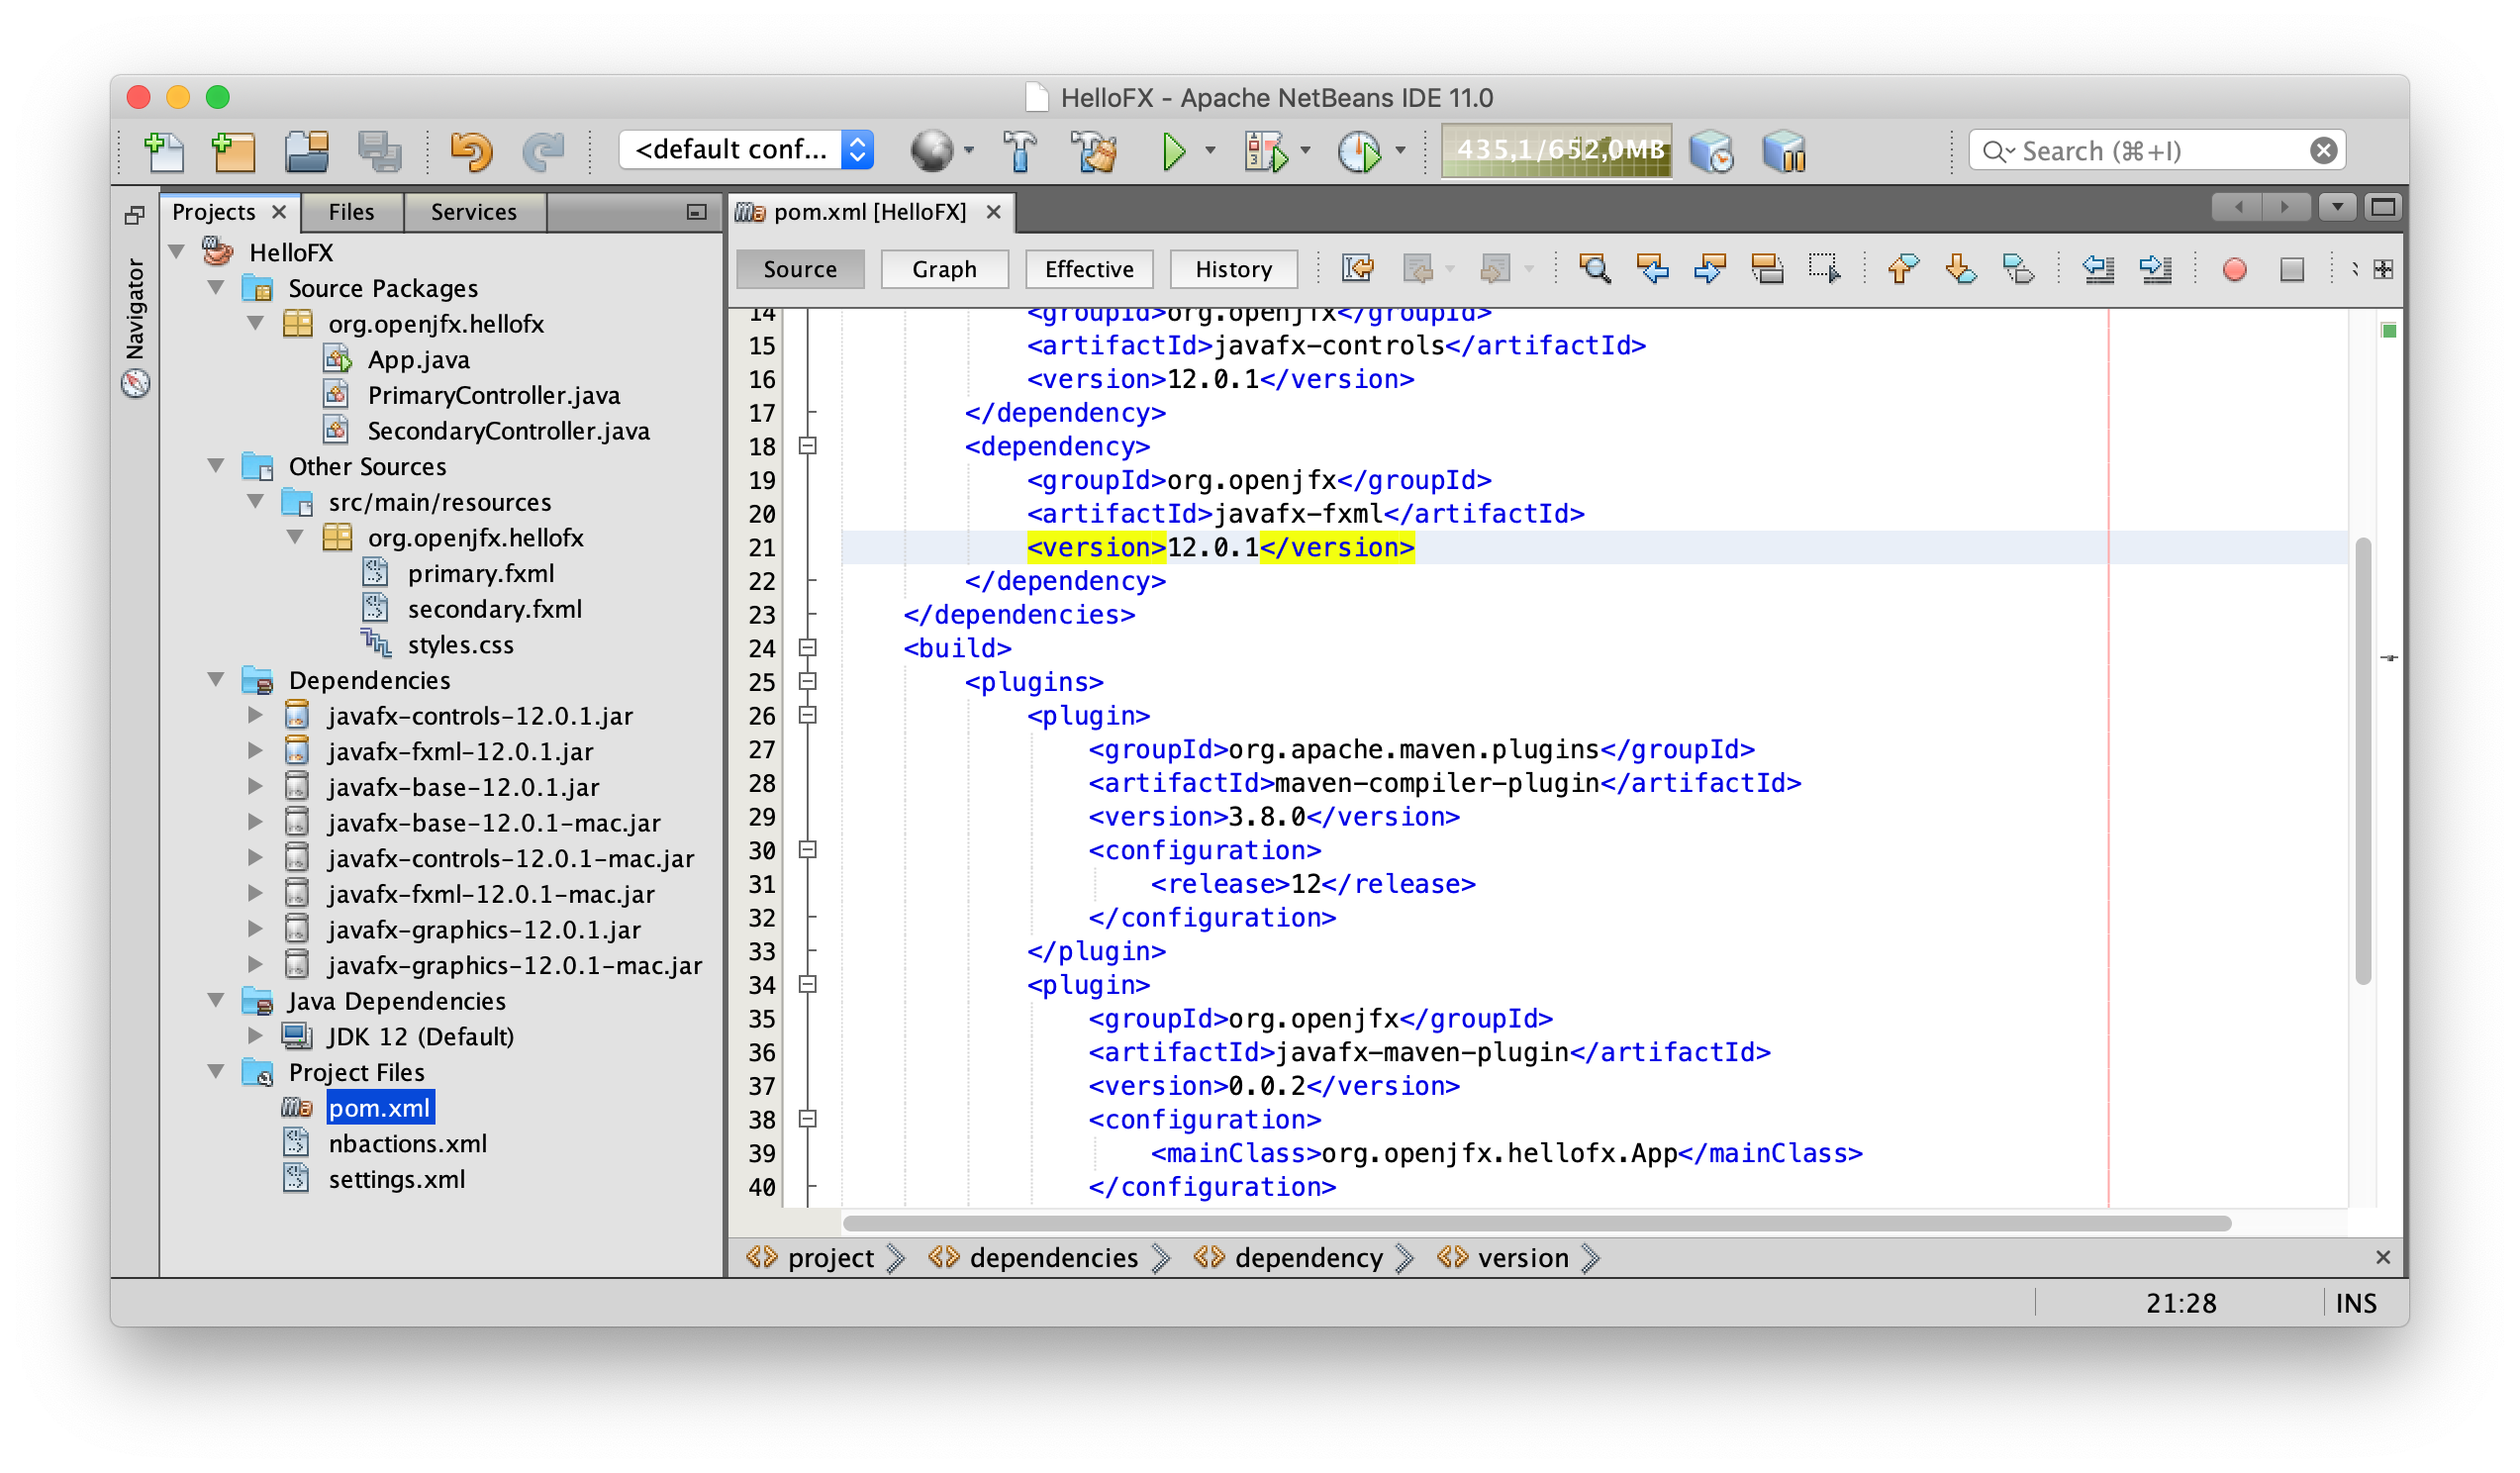 HelloFX - Apache NetBeans IDE 11.0
<default conf...
435,1/652,0MB
Search (⌘+I)
Projects
Files
Services
Navigator
HelloFX
Source Packages
org.openjfx.hellofx
App.java
PrimaryController.java
SecondaryController.java
Other Sources
src/main/resources
org.openjfx.hellofx
primary.fxml
secondary.fxml
styles.css
Dependencies
javafx-controls-12.0.1.jar
javafx-fxml-12.0.1.jar
javafx-base-12.0.1.jar
javafx-base-12.0.1-mac.jar
javafx-controls-12.0.1-mac.jar
javafx-fxml-12.0.1-mac.jar
javafx-graphics-12.0.1.jar
javafx-graphics-12.0.1-mac.jar
Java Dependencies
JDK 12 (Default)
Project Files
pom.xml
nbactions.xml
settings.xml
pom.xml [HelloFX]
Source Graph Effective History
14 <groupId>org.openjfx</groupId>
15 <artifactId>javafx-controls</artifactId>
16 <version>12.0.1</version>
17 </dependency>
18 <dependency>
19 <groupId>org.openjfx</groupId>
20 <artifactId>javafx-fxml</artifactId>
21 <version>12.0.1</version>
22 </dependency>
23 </dependencies>
24 <build>
25 <plugins>
26 <plugin>
27 <groupId>org.apache.maven.plugins</groupId>
28 <artifactId>maven-compiler-plugin</artifactId>
29 <version>3.8.0</version>
30 <configuration>
31 <release>12</release>
32 </configuration>
33 </plugin>
34 <plugin>
35 <groupId>org.openjfx</groupId>
36 <artifactId>javafx-maven-plugin</artifactId>
37 <version>0.0.2</version>
38 <configuration>
39 <mainClass>org.openjfx.hellofx.App</mainClass>
40 </configuration>
project dependencies dependency version
21:28
INS